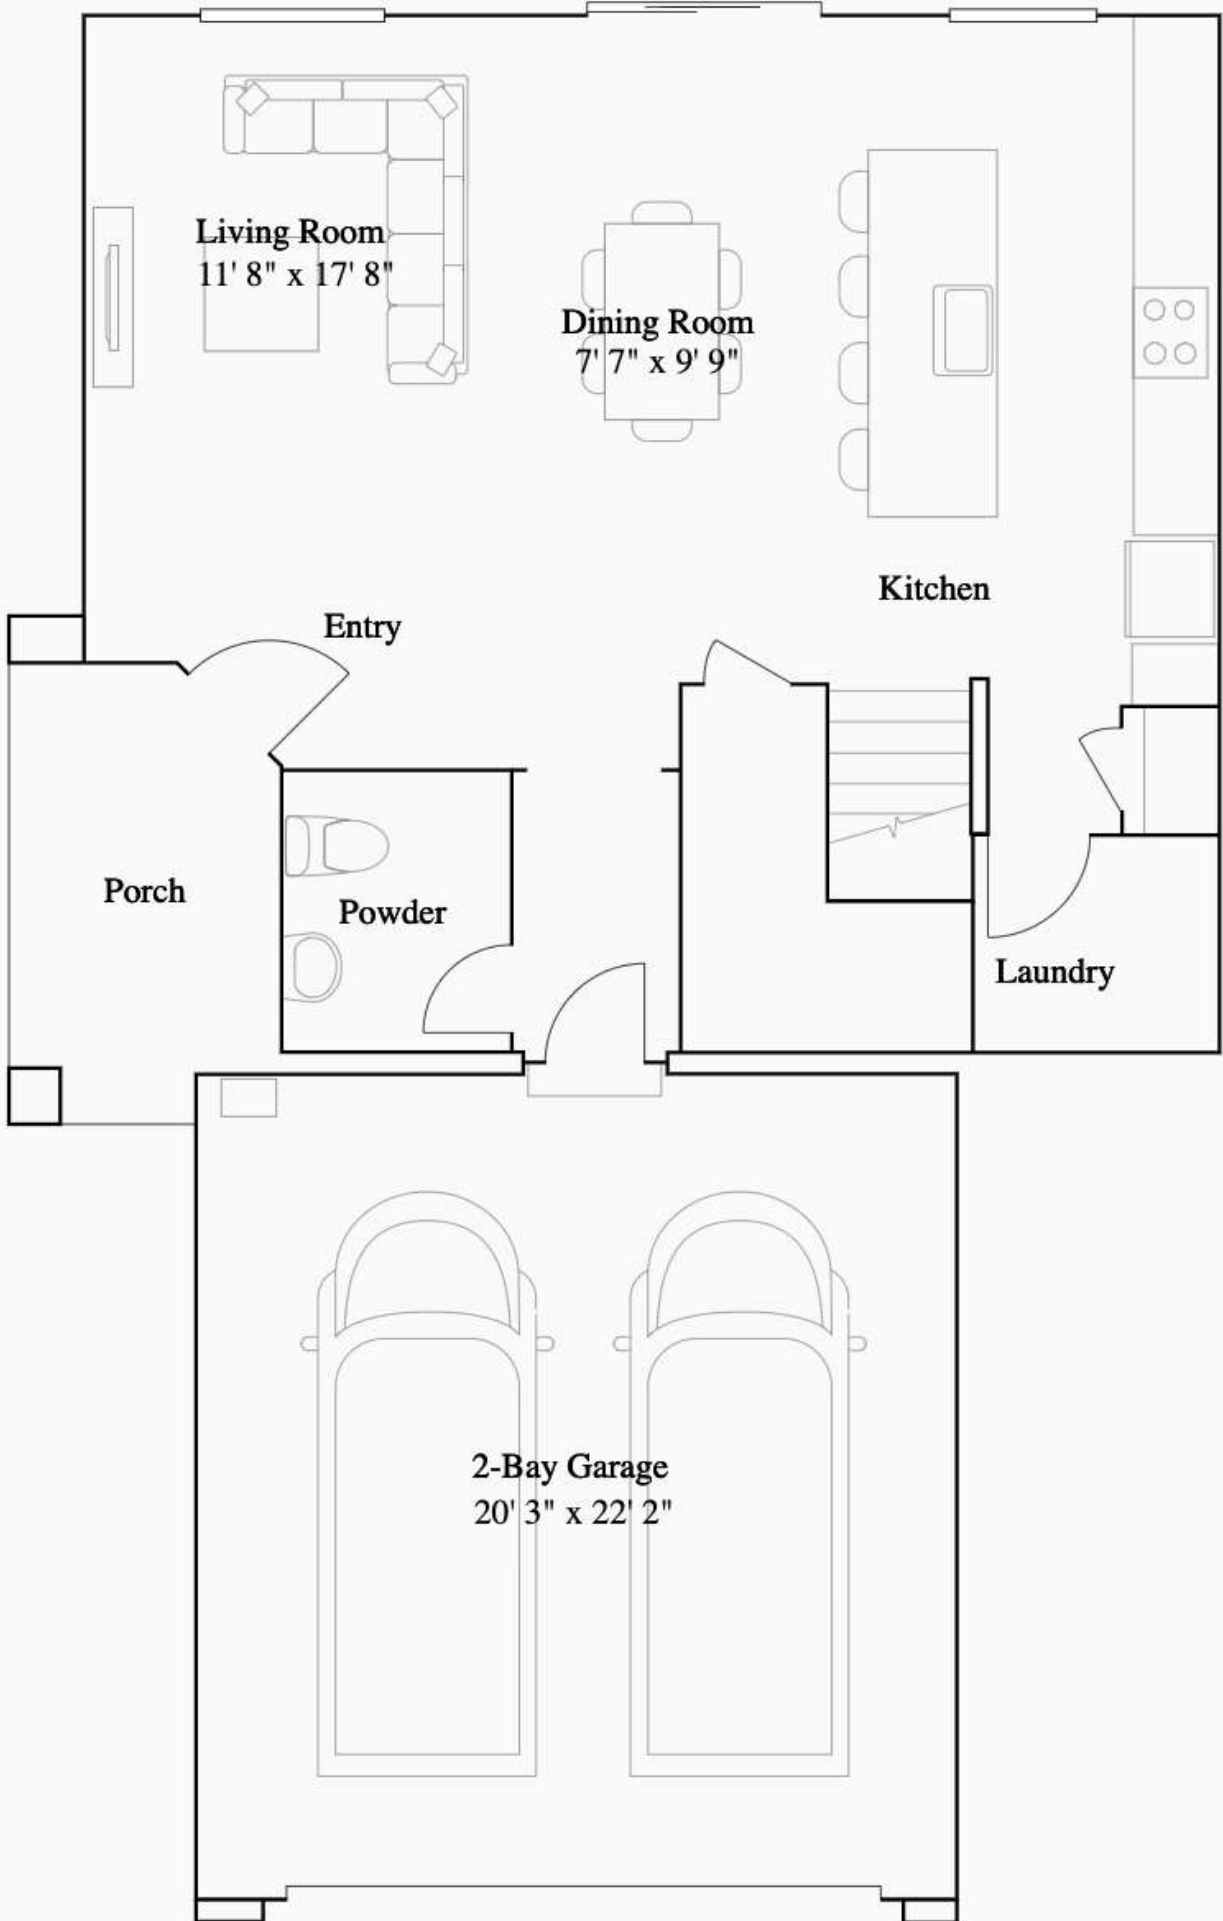 Living Room
11' 8" x 17' 8"
Dining Room
7' 7" x 9' 9"
Kitchen
Entry
Porch
Powder
Laundry
2-Bay Garage
20' 3" x 22' 2"